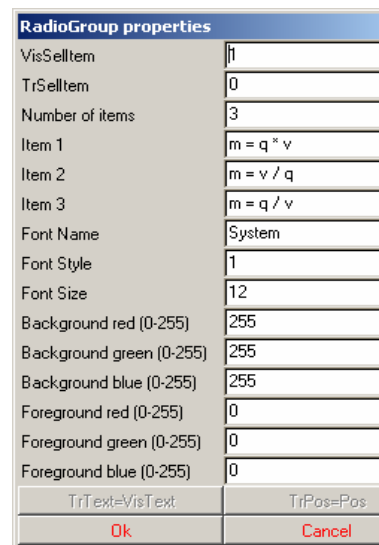 RadioGroup properties
VisSelItem 1
TrSelItem 0
Number of items 3
Item 1 m = q * v
Item 2 m = v / q
Item 3 m = q / v
Font Name System
Font Style 1
Font Size 12
Background red (0-255) 255
Background green (0-255) 255
Background blue (0-255) 255
Foreground red (0-255) 0
Foreground green (0-255) 0
Foreground blue (0-255) 0
TrText=VisText TrPos=Pos
Ok Cancel